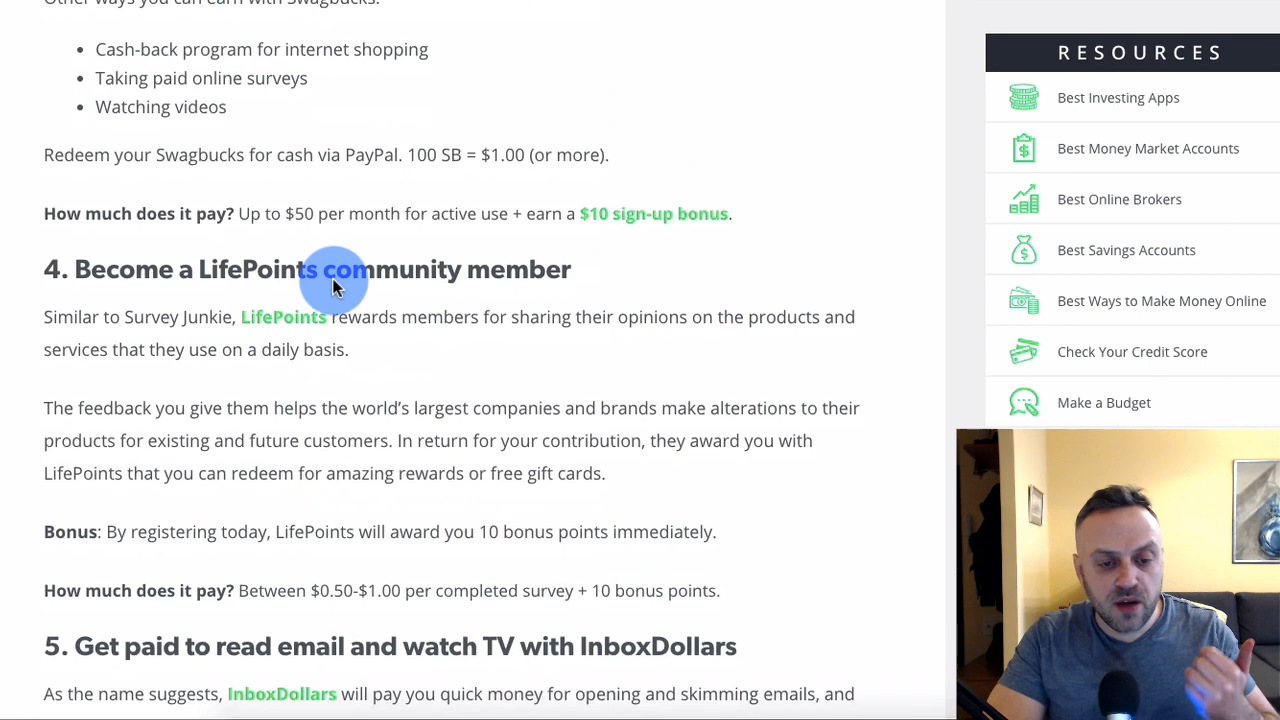 Other ways you can earn with Swagbucks:
Cash-back program for internet shopping
Taking paid online surveys
Watching videos
Redeem your Swagbucks for cash via PayPal. 100 SB = $1.00 (or more).
How much does it pay? Up to $50 per month for active use + earn a $10 sign-up bonus.
4. Become a LifePoints community member
Similar to Survey Junkie, LifePoints rewards members for sharing their opinions on the products and
services that they use on a daily basis.
The feedback you give them helps the world’s largest companies and brands make alterations to their
products for existing and future customers. In return for your contribution, they award you with
LifePoints that you can redeem for amazing rewards or free gift cards.
Bonus: By registering today, LifePoints will award you 10 bonus points immediately.
How much does it pay? Between $0.50-$1.00 per completed survey + 10 bonus points.
5. Get paid to read email and watch TV with InboxDollars
As the name suggests, InboxDollars will pay you quick money for opening and skimming emails, and
RESOURCES
Best Investing Apps
Best Money Market Accounts
Best Online Brokers
Best Savings Accounts
Best Ways to Make Money Online
Check Your Credit Score
Make a Budget